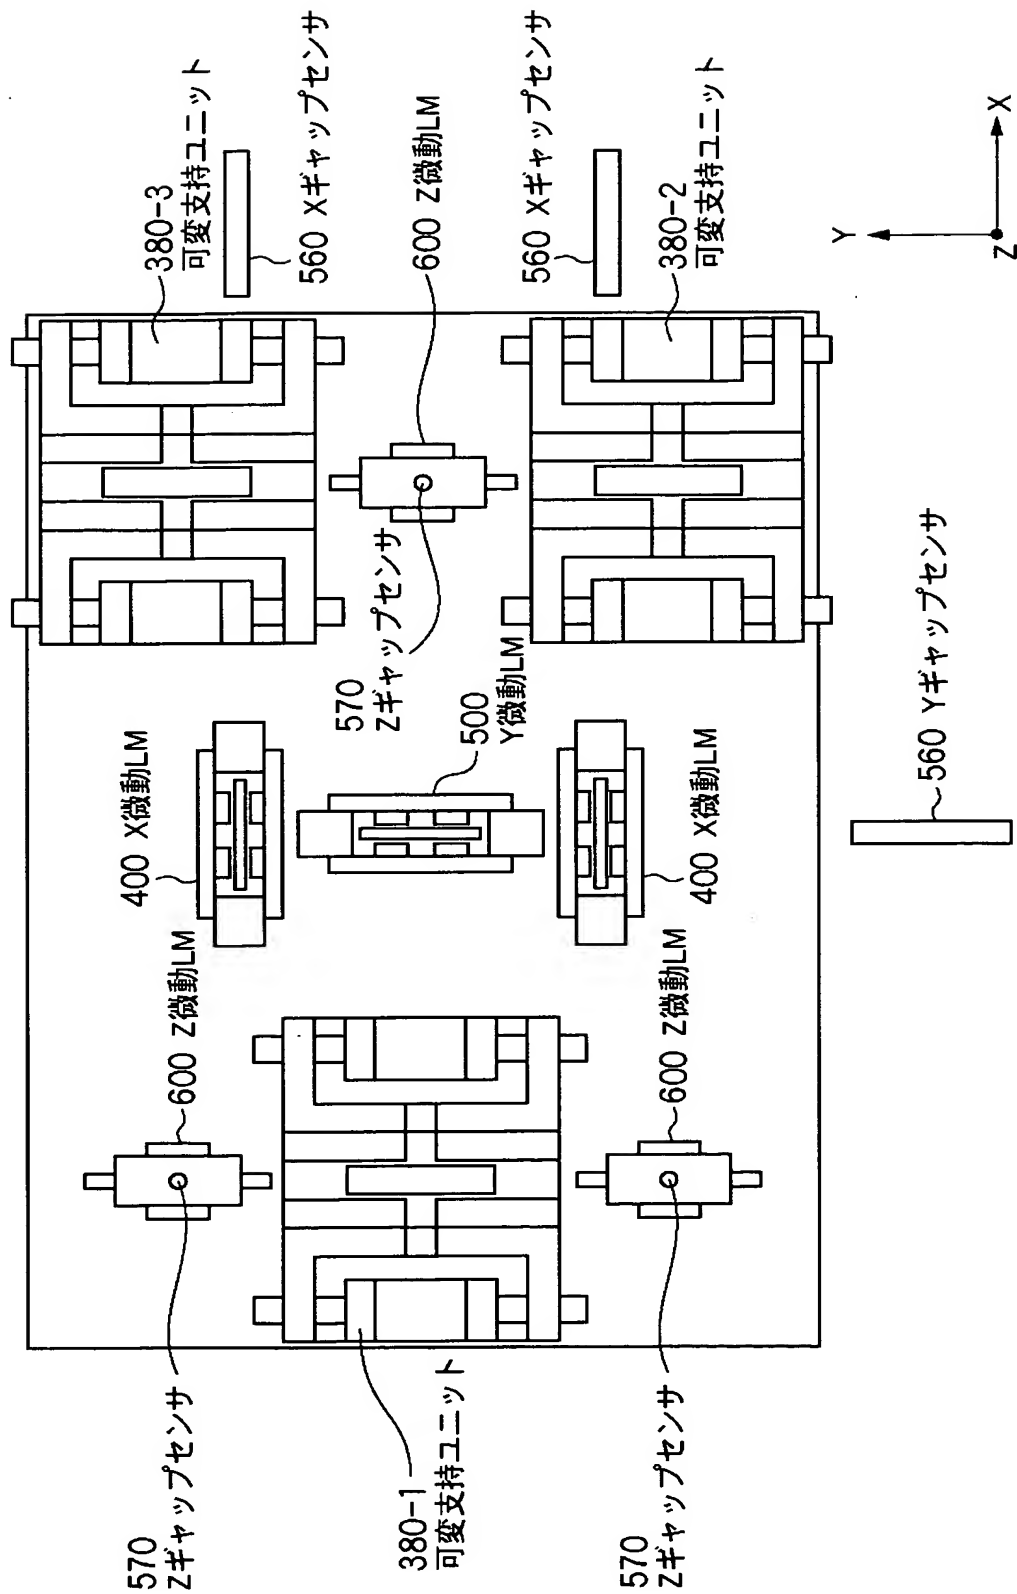 380-3
可変支持ユニット
560 Xギャップセンサ
600 Z微動LM
560 Xギャップセンサ
380-2
可変支持ユニット
570
Zギャップセンサ
500
Y微動LM
400 X微動LM
400 X微動LM
560 Yギャップセンサ
600 Z微動LM
600 Z微動LM
570
Zギャップセンサ
380-1
可変支持ユニット
570
Zギャップセンサ
Y
X
Z